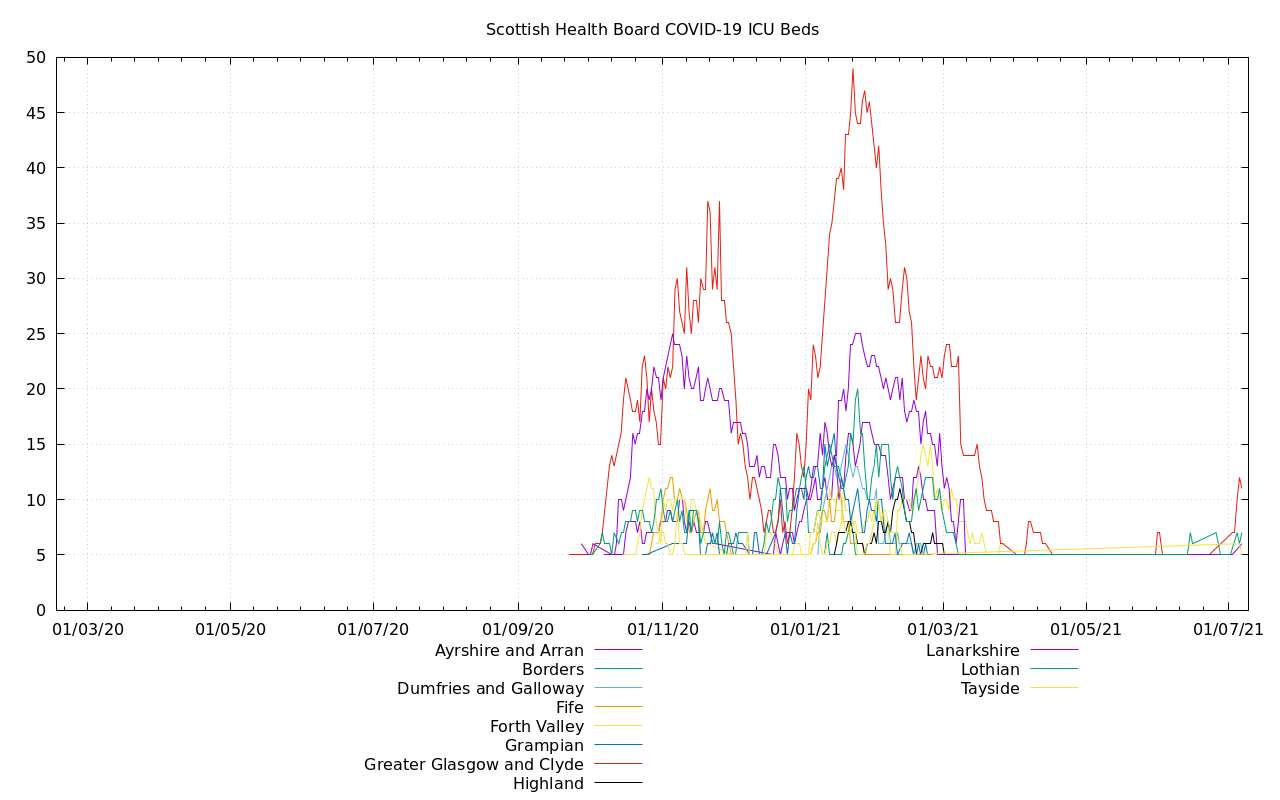 Scottish Health Board COVID-19 ICU Beds
50
45
40
35
30
25
20
15
10
5
0
01/03/20 01/05/20 01/07/20 01/09/20 01/11/20 01/01/21 01/03/21 01/05/21 01/07/21
Ayrshire and Arran
Borders
Dumfries and Galloway
Fife
Forth Valley
Grampian
Greater Glasgow and Clyde
Highland
Lanarkshire
Lothian
Tayside